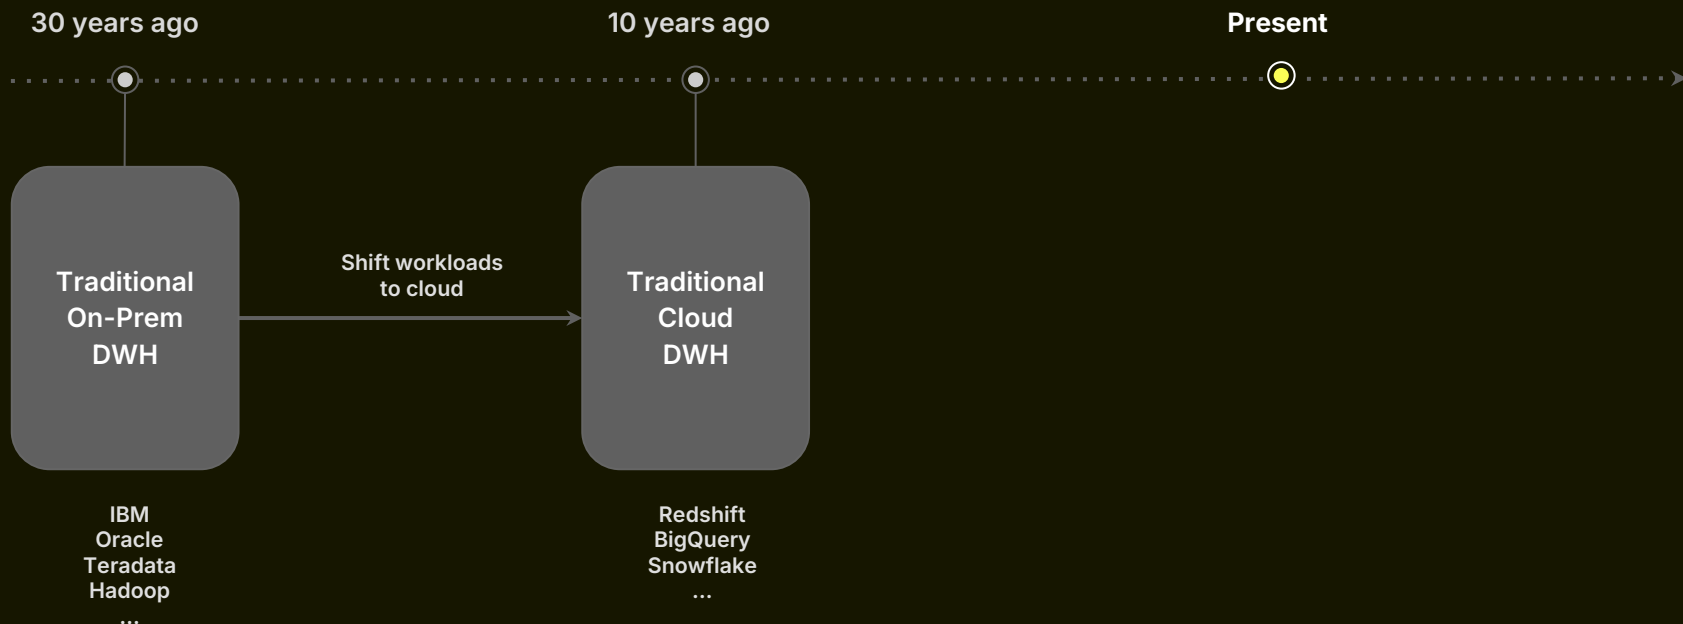 30 years ago
10 years ago
Present
Traditional
On-Prem
DWH
Shift workloads
to cloud
Traditional
Cloud
DWH
IBM
Oracle
Teradata
Hadoop
...
Redshift
BigQuery
Snowflake
...